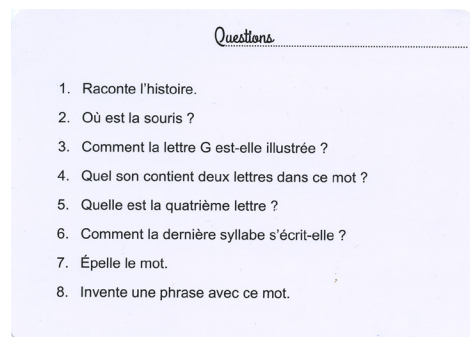 Questions
1. Raconte l'histoire.
2. Où est la souris ?
3. Comment la lettre G est-elle illustrée ?
4. Quel son contient deux lettres dans ce mot ?
5. Quelle est la quatrième lettre ?
6. Comment la dernière syllabe s'écrit-elle ?
7. Épelle le mot.
8. Invente une phrase avec ce mot.